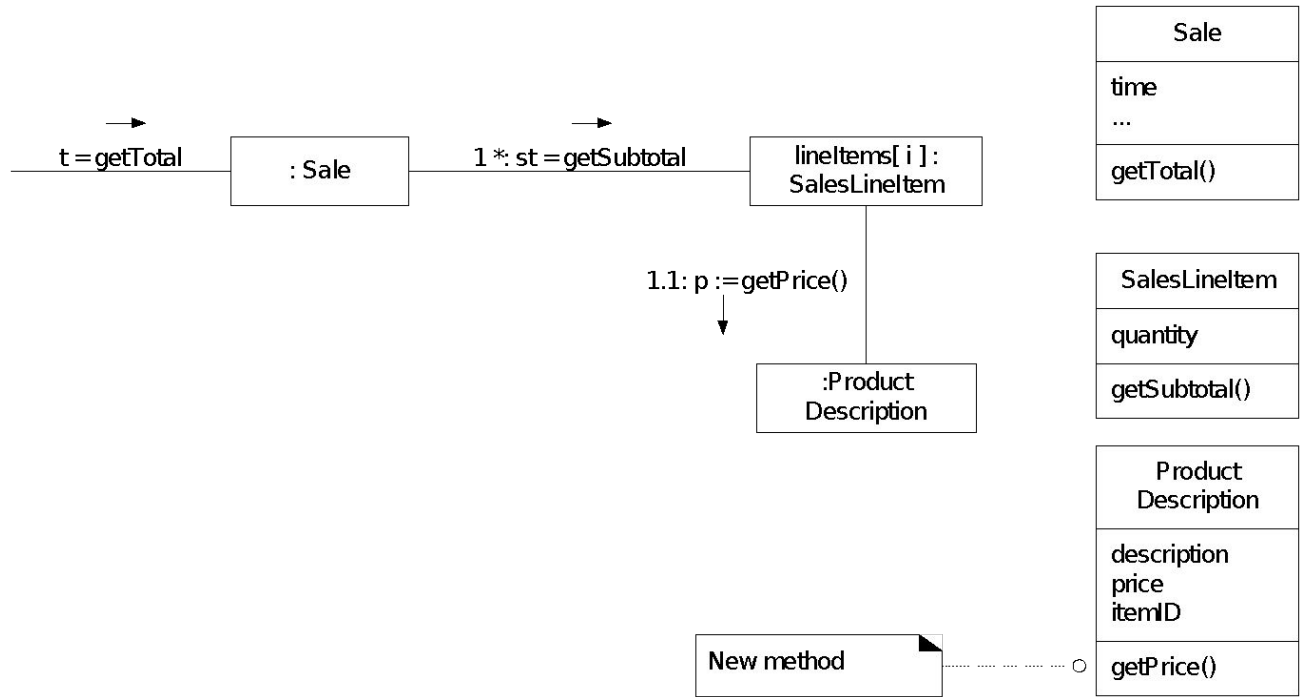 t = getTotal
: Sale
1 *: st = getSubtotal
lineItems[ i ] :
SalesLineItem
1.1: p := getPrice()
:Product
Description
Sale
time
...
getTotal()
SalesLineItem
quantity
getSubtotal()
Product
Description
description
price
itemID
getPrice()
New method